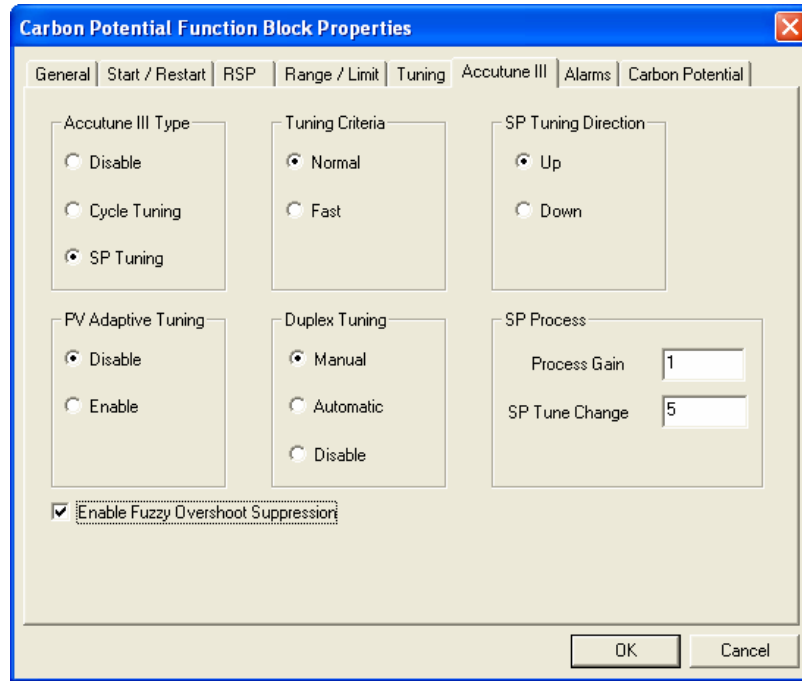 Carbon Potential Function Block Properties
General Start / Restart RSP Range / Limit Tuning Accutune III Alarms Carbon Potential
Accutune III Type
Disable
Cycle Tuning
SP Tuning
Tuning Criteria
Normal
Fast
SP Tuning Direction
Up
Down
PV Adaptive Tuning
Disable
Enable
Duplex Tuning
Manual
Automatic
Disable
SP Process
Process Gain 1
SP Tune Change 5
Enable Fuzzy Overshoot Suppression
OK Cancel